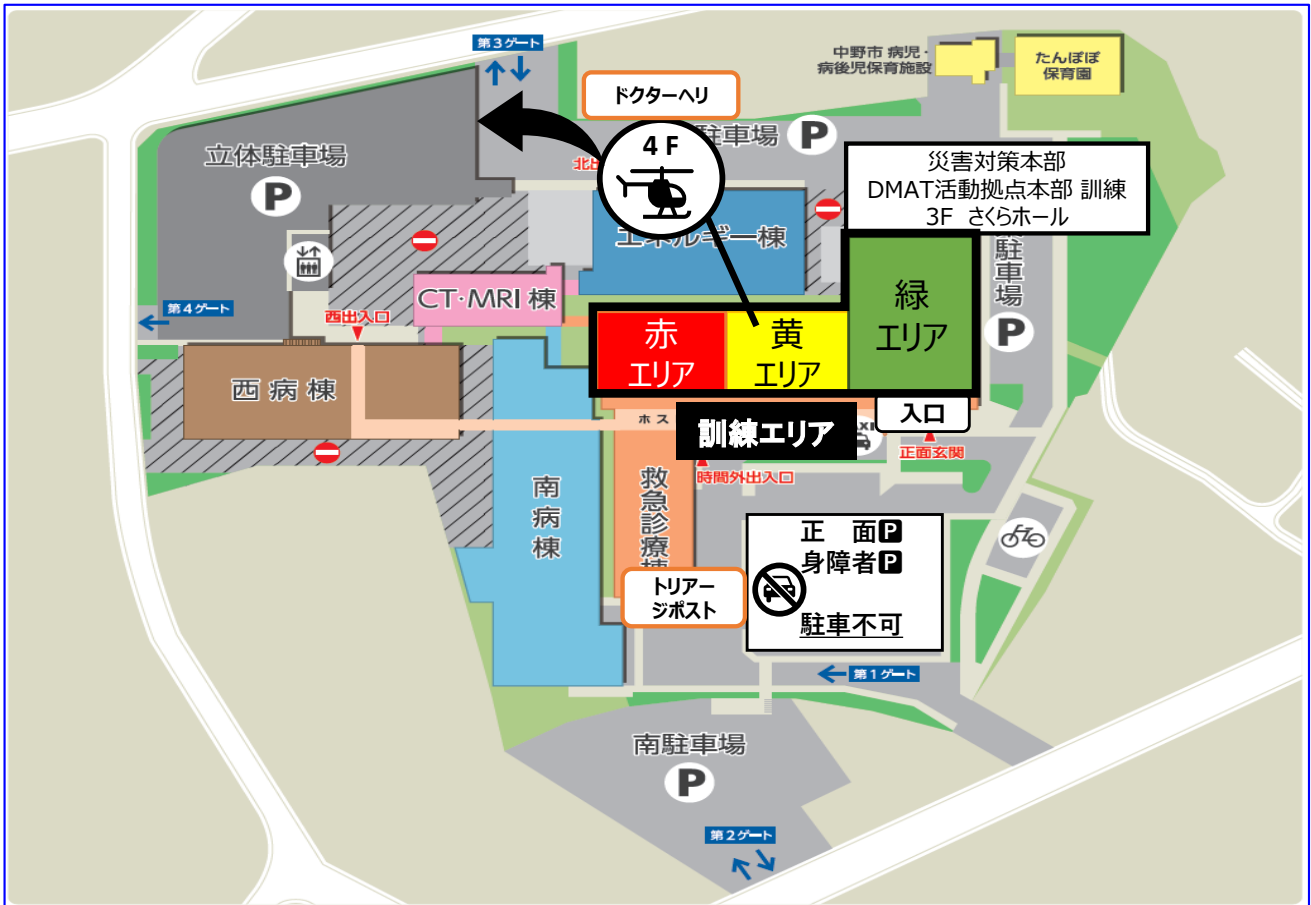 第3ゲート
ドクターヘリ
中野市 病児・
病後児保育施設
たんぽぽ
保育園
立体駐車場
P
4F
駐車場 P
災害対策本部
DMAT活動拠点本部 訓練
3F さくらホール
エネルギー棟
CT・MRI棟
第4ゲート
西出入口
西病棟
赤
エリア
黄
エリア
緑
エリア
駐車場
P
ホス
訓練エリア
入口
正面玄関
時間外出入口
南病棟
救急診療棟
トリアー
ジポスト
正 面P
身障者P
駐車不可
第1ゲート
南駐車場
P
第2ゲート